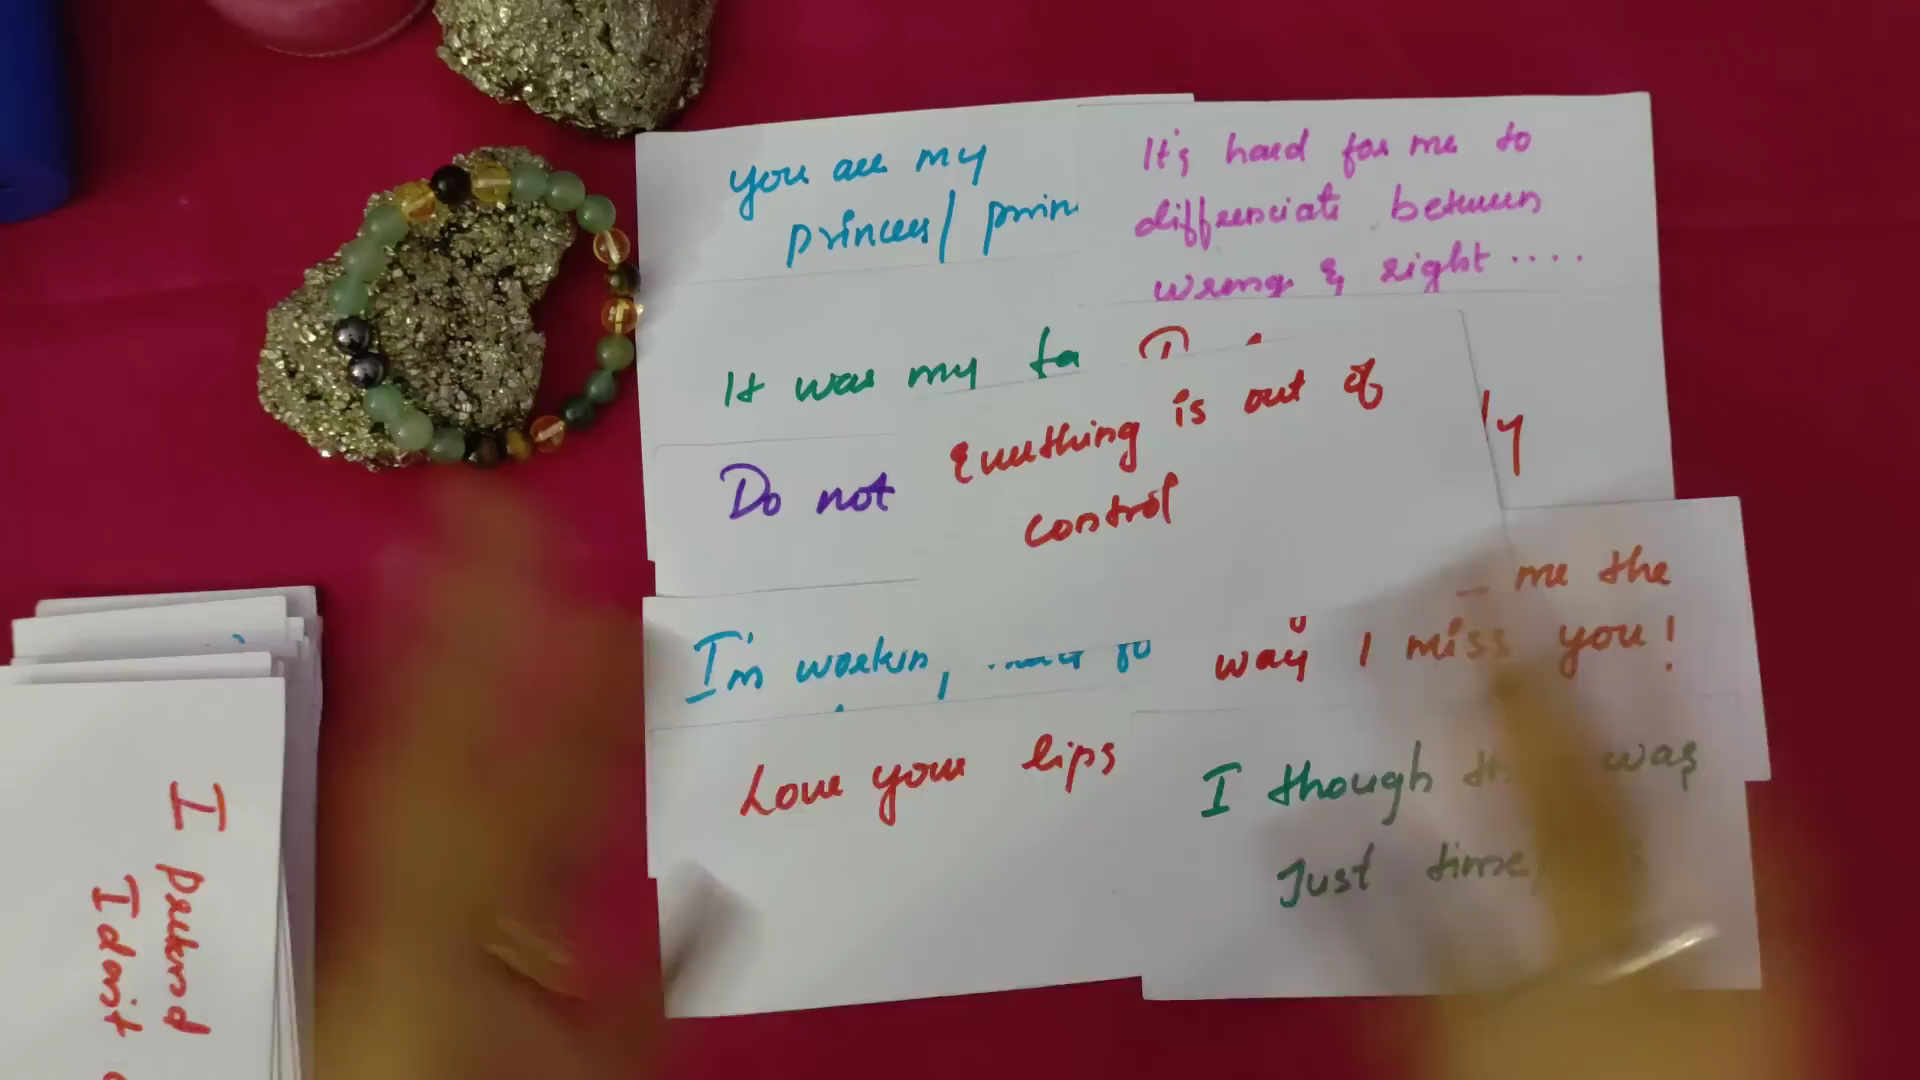 you are my
princess/ prin
It's hard for me to
differenciate between
wrong & right ....
It was my fa
Everything is out of
control
ly
Do not
me the
way I miss you!
I'm workin,
Love your lips
I though was
Just time
I pretend
I don't